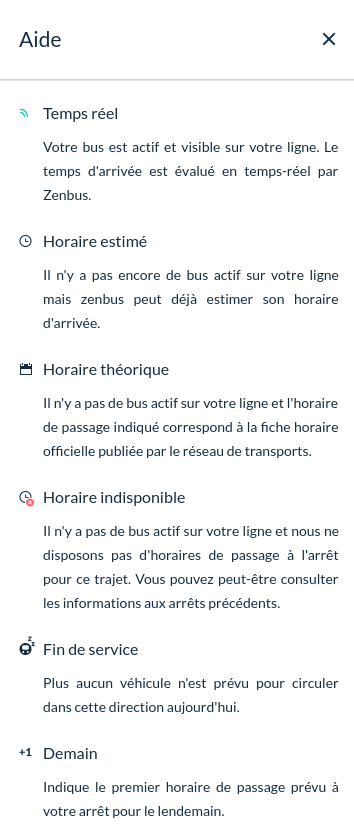 Aide
Temps réel
Votre bus est actif et visible sur votre ligne. Le
temps d'arrivée est évalué en temps-réel par
Zenbus.
Horaire estimé
Il n'y a pas encore de bus actif sur votre ligne
mais zenbus peut déjà estimer son horaire
d'arrivée.
Horaire théorique
Il n'y a pas de bus actif sur votre ligne et l'horaire
de passage indiqué correspond à la fiche horaire
officielle publiée par le réseau de transports.
Horaire indisponible
Il n'y a pas de bus actif sur votre ligne et nous ne
disposons pas d'horaires de passage à l'arrêt
pour ce trajet. Vous pouvez peut-être consulter
les informations aux arrêts précédents.
zz Fin de service
Plus aucun véhicule n'est prévu pour circuler
dans cette direction aujourd'hui.
+1 Demain
Indique le premier horaire de passage prévu à
votre arrêt pour le lendemain.